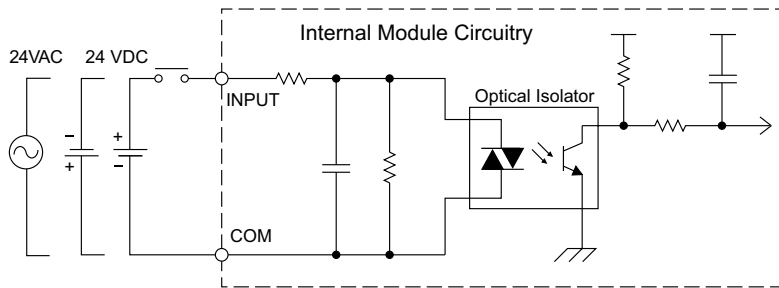 Internal Module Circuitry
24VAC
24 VDC
INPUT
Optical Isolator
–
+
+
–
COM